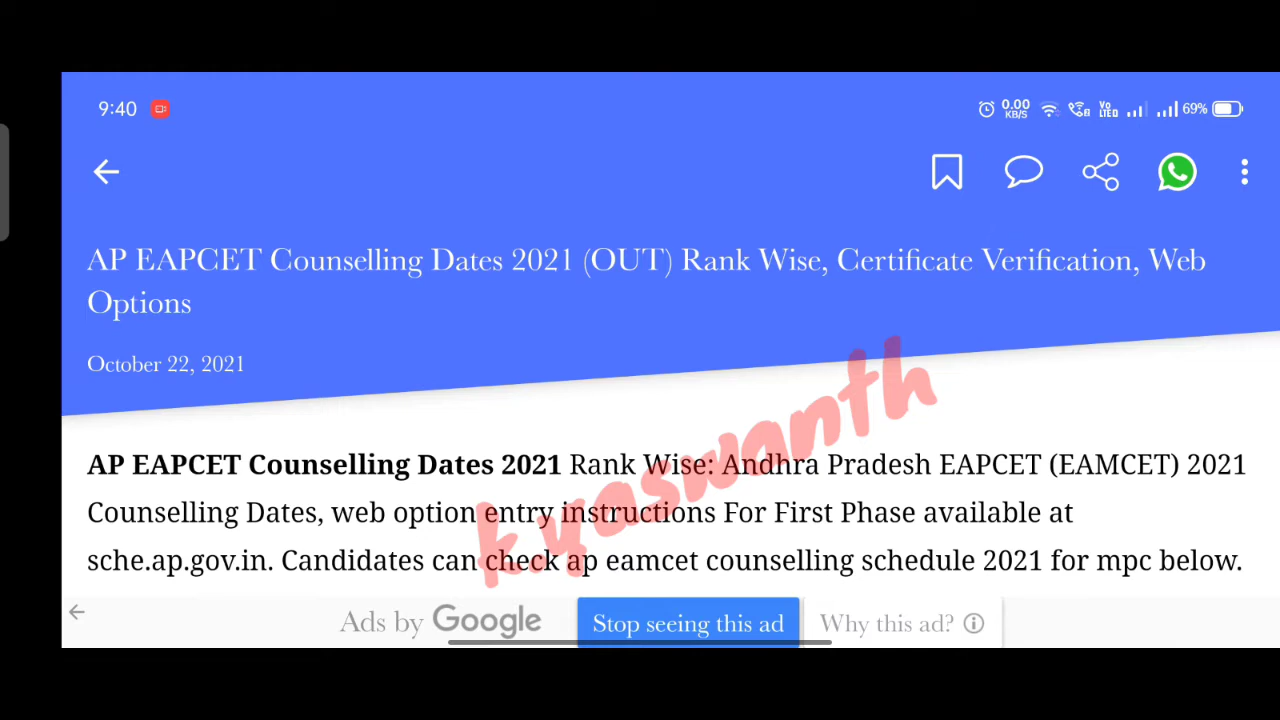 9:40 0.00 KB/S Vo LTE 69%
AP EAPCET Counselling Dates 2021 (OUT) Rank Wise, Certificate Verification, Web
Options
October 22, 2021
AP EAPCET Counselling Dates 2021 Rank Wise: Andhra Pradesh EAPCET (EAMCET) 2021
Counselling Dates, web option entry instructions For First Phase available at
sche.ap.gov.in. Candidates can check ap eamcet counselling schedule 2021 for mpc below.
k.yaswanth
Ads by Google Stop seeing this ad Why this ad?